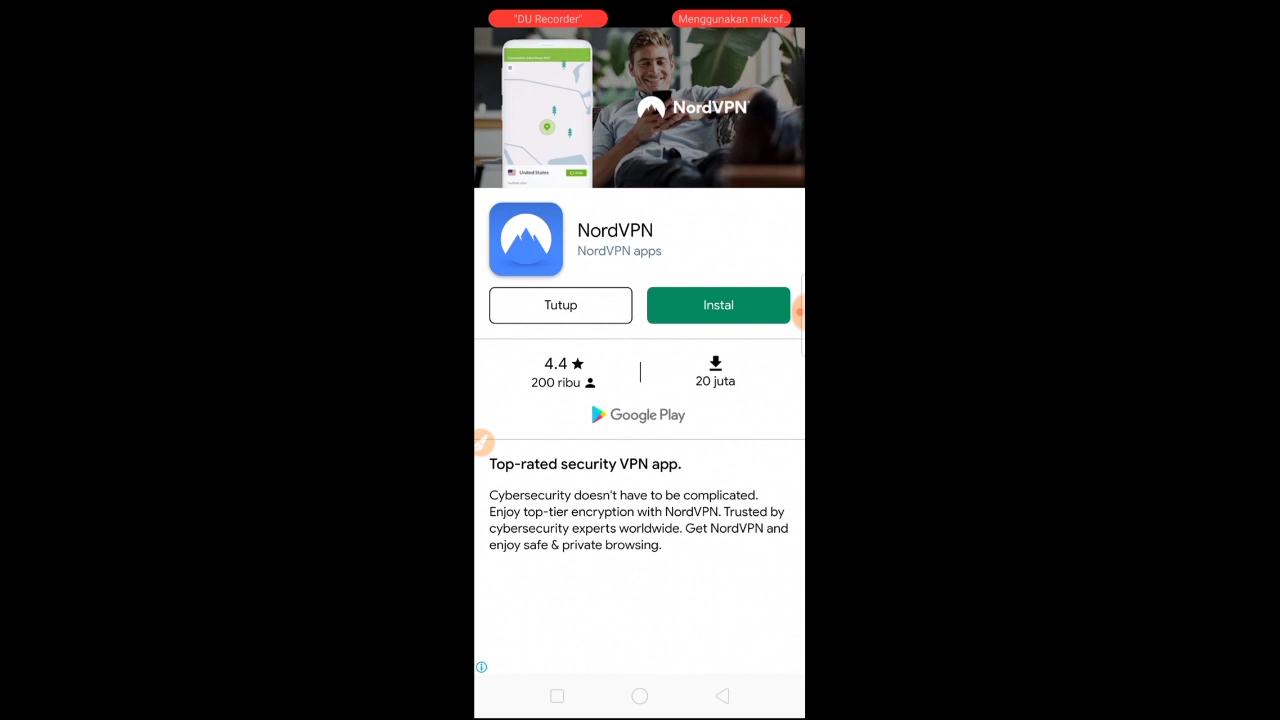 "DU Recorder"
Menggunakan mikrof...
NordVPN
United States
NordVPN
NordVPN apps
Tutup
Instal
4.4
200 ribu
20 juta
Google Play
Top-rated security VPN app.
Cybersecurity doesn't have to be complicated.
Enjoy top-tier encryption with NordVPN. Trusted by
cybersecurity experts worldwide. Get NordVPN and
enjoy safe & private browsing.